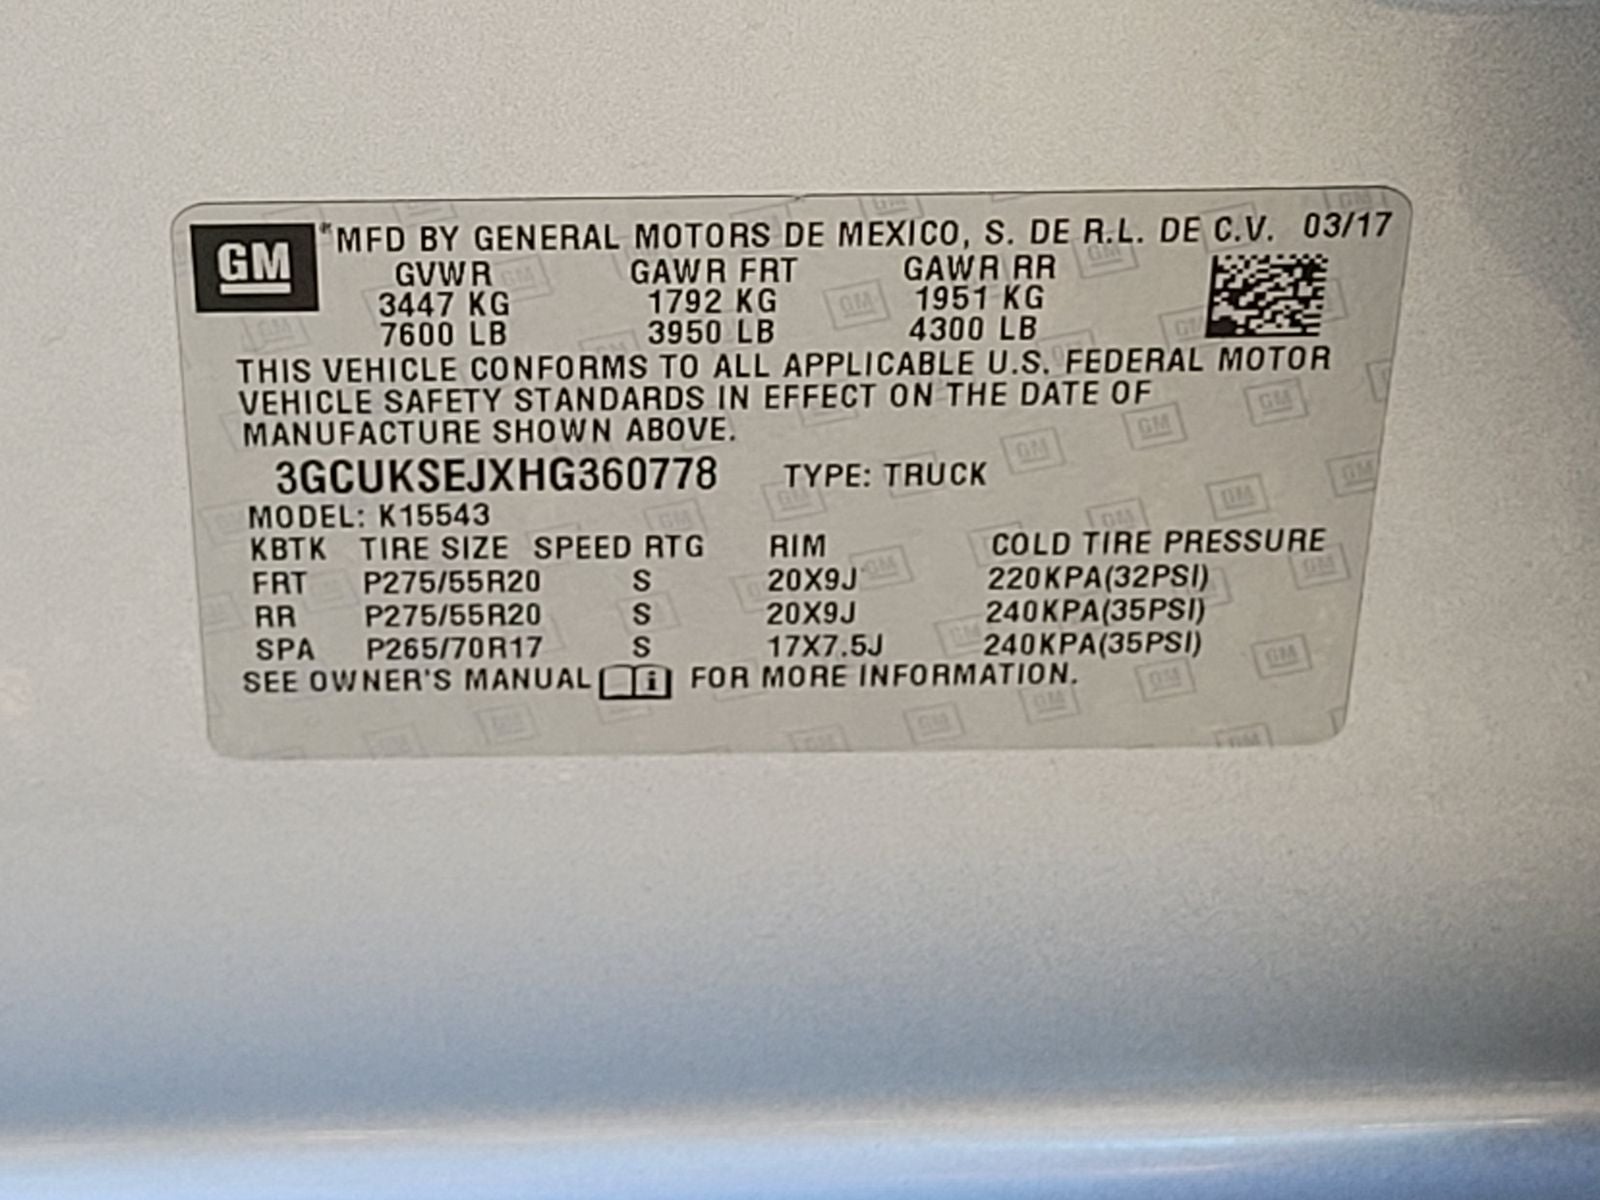 GM
*MFD BY GENERAL MOTORS DE MEXICO, S. DE R.L. DE C.V. 03/17
GVWR GAWR FRT GAWR RR
3447 KG 1792 KG 1951 KG
7600 LB 3950 LB 4300 LB
THIS VEHICLE CONFORMS TO ALL APPLICABLE U.S. FEDERAL MOTOR
VEHICLE SAFETY STANDARDS IN EFFECT ON THE DATE OF
MANUFACTURE SHOWN ABOVE.
3GCUKSEJXHG360778 TYPE: TRUCK
MODEL: K15543
KBTK TIRE SIZE SPEED RTG RIM COLD TIRE PRESSURE
FRT P275/55R20 S 20X9J 220KPA(32PSI)
RR P275/55R20 S 20X9J 240KPA(35PSI)
SPA P265/70R17 S 17X7.5J 240KPA(35PSI)
SEE OWNER'S MANUAL i FOR MORE INFORMATION.